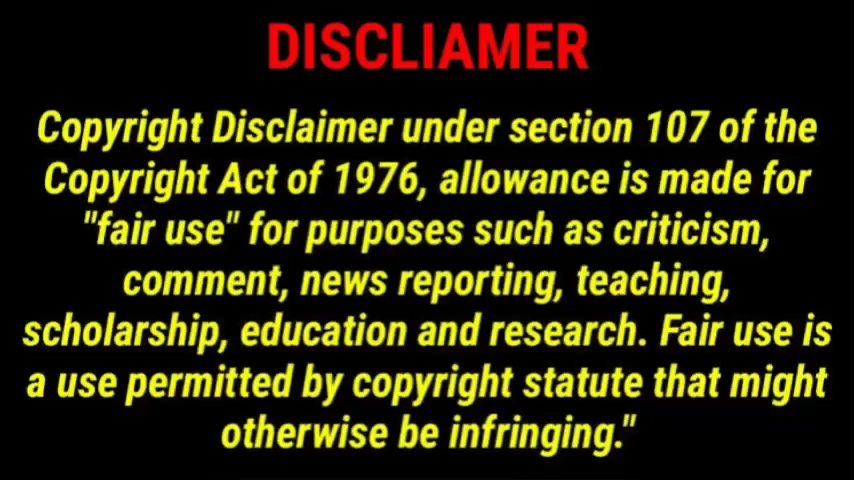 DISCLIAMER
Copyright Disclaimer under section 107 of the
Copyright Act of 1976, allowance is made for
"fair use" for purposes such as criticism,
comment, news reporting, teaching,
scholarship, education and research. Fair use is
a use permitted by copyright statute that might
otherwise be infringing."